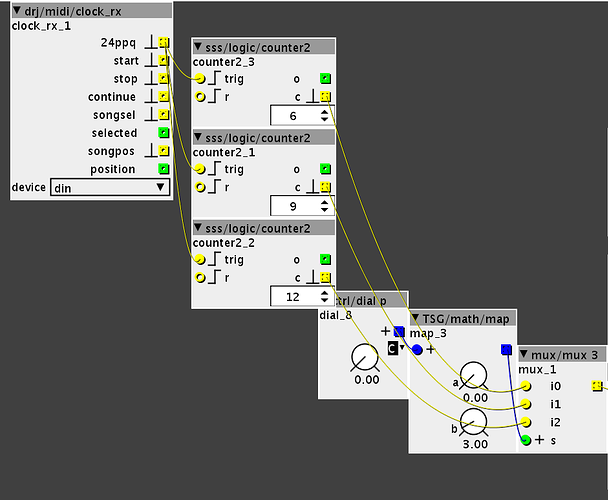 drj/midi/clock_rx
clock_rx_1
24ppq
start
stop
continue
songsel
selected
songpos
position
device din
sss/logic/counter2
counter2_3
trig o
r c
6
sss/logic/counter2
counter2_1
trig o
r c
9
sss/logic/counter2
counter2_2
trig o
r c
12
ctrl/dial p
dial_8
+
C
0.00
TSG/math/map
map_3
+
a
0.00
b
3.00
mux/mux 3
mux_1
i0
i1
i2
+ s